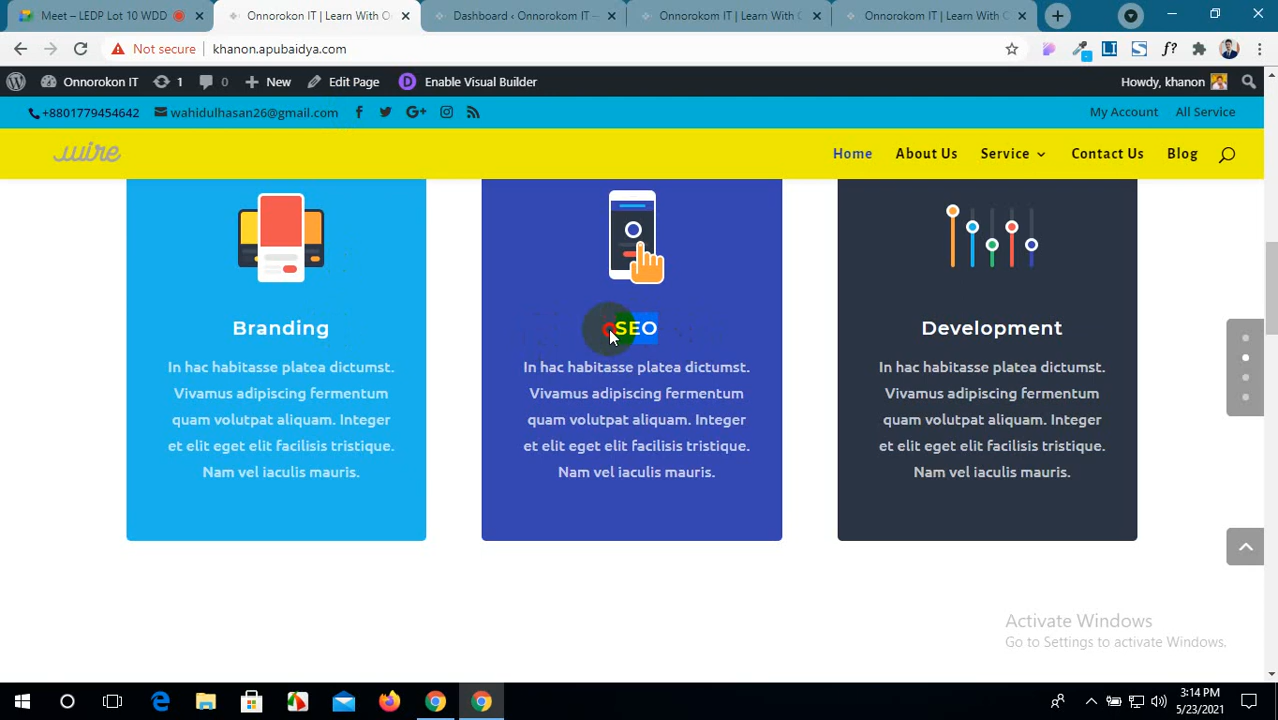 Meet – LEDP Lot 10 WDD
Onnorokon IT | Learn With O
Dashboard ‹ Onnorokom IT —
Onnorokom IT | Learn With O
Onnorokom IT | Learn With O
Not secure | khanon.apubaidya.com
Onnorokon IT 1 0 New Edit Page Enable Visual Builder Howdy, khanon
+8801779454642 wahidulhasan26@gmail.com My Account All Service
wire Home About Us Service Contact Us Blog
Branding
In hac habitasse platea dictumst.
Vivamus adipiscing fermentum
quam volutpat aliquam. Integer
et elit eget elit facilisis tristique.
Nam vel iaculis mauris.
SEO
In hac habitasse platea dictumst.
Vivamus adipiscing fermentum
quam volutpat aliquam. Integer
et elit eget elit facilisis tristique.
Nam vel iaculis mauris.
Development
In hac habitasse platea dictumst.
Vivamus adipiscing fermentum
quam volutpat aliquam. Integer
et elit eget elit facilisis tristique.
Nam vel iaculis mauris.
Activate Windows
Go to Settings to activate Windows.
3:14 PM
5/23/2021